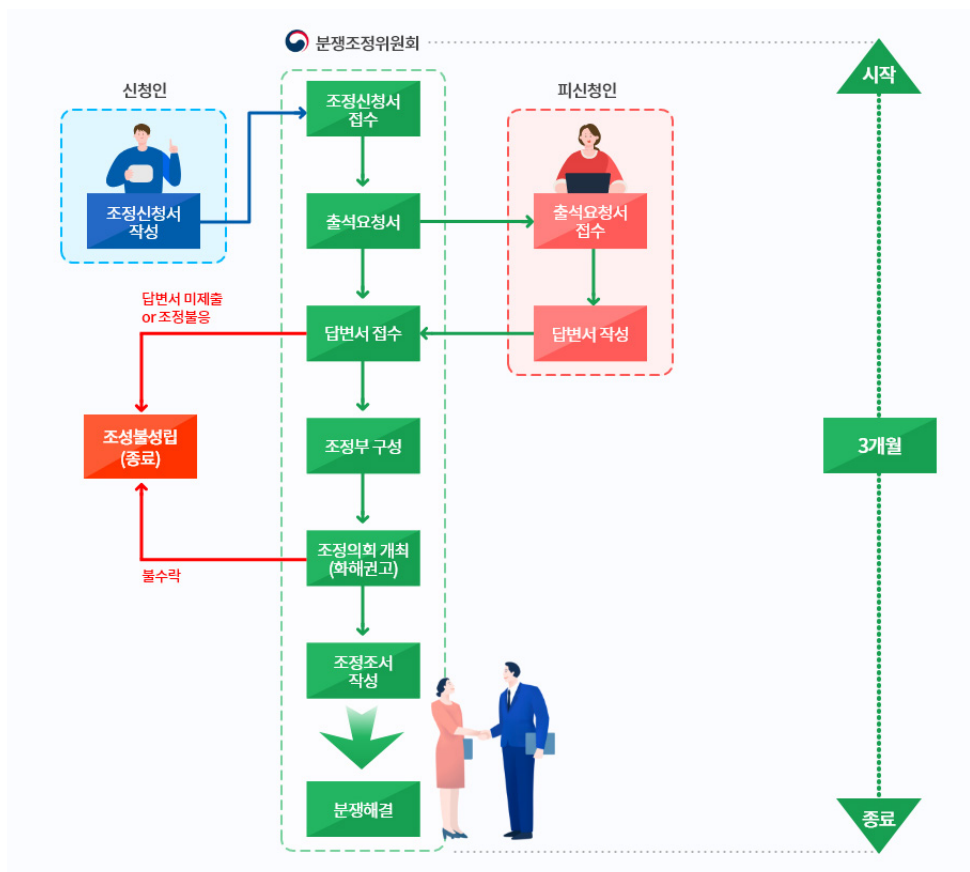 분쟁조정위원회
시작
신청인
피신청인
조정신청서
접수
조정신청서
작성
출석요청서
출석요청서
접수
답변서 미제출
or 조정불응
답변서 접수
답변서 작성
조성불성립
(종료)
조정부 구성
3개월
조정의회 개최
(화해권고)
불수락
조정조서
작성
분쟁해결
종료